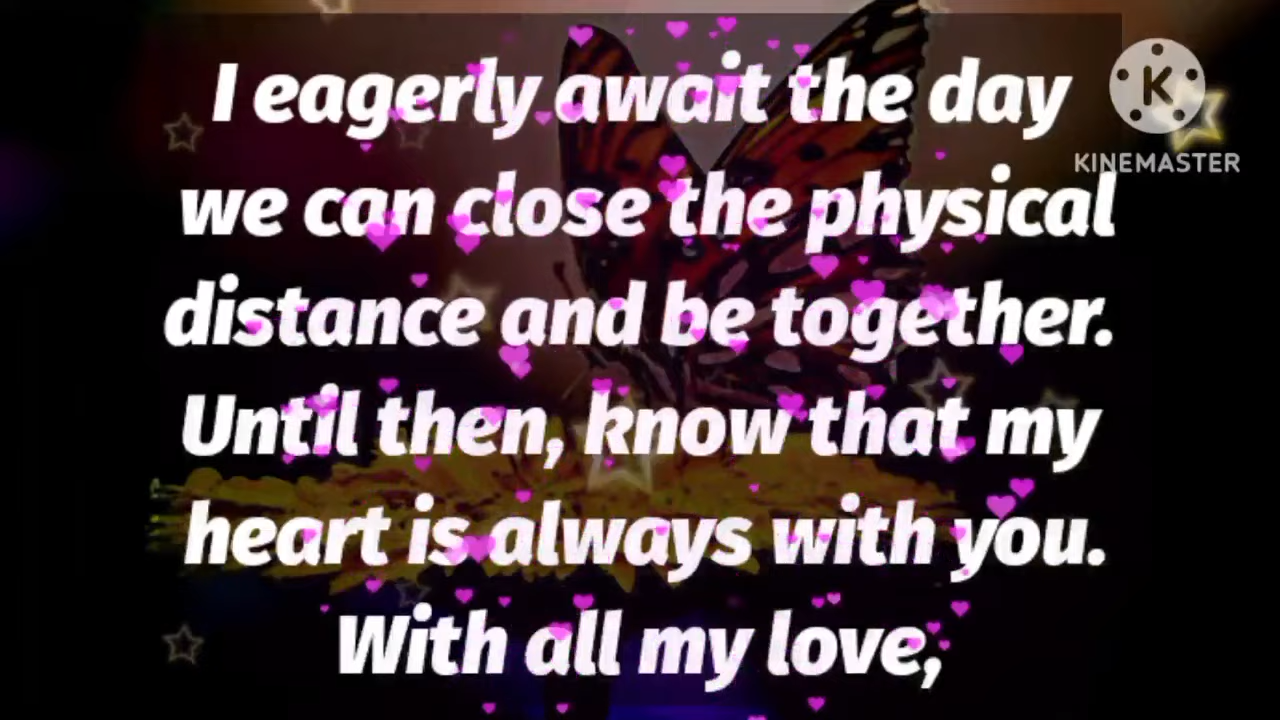 I eagerly await the day
we can close the physical
distance and be together.
Until then, know that my
heart is always with you.
With all my love,
K
KINEMASTER